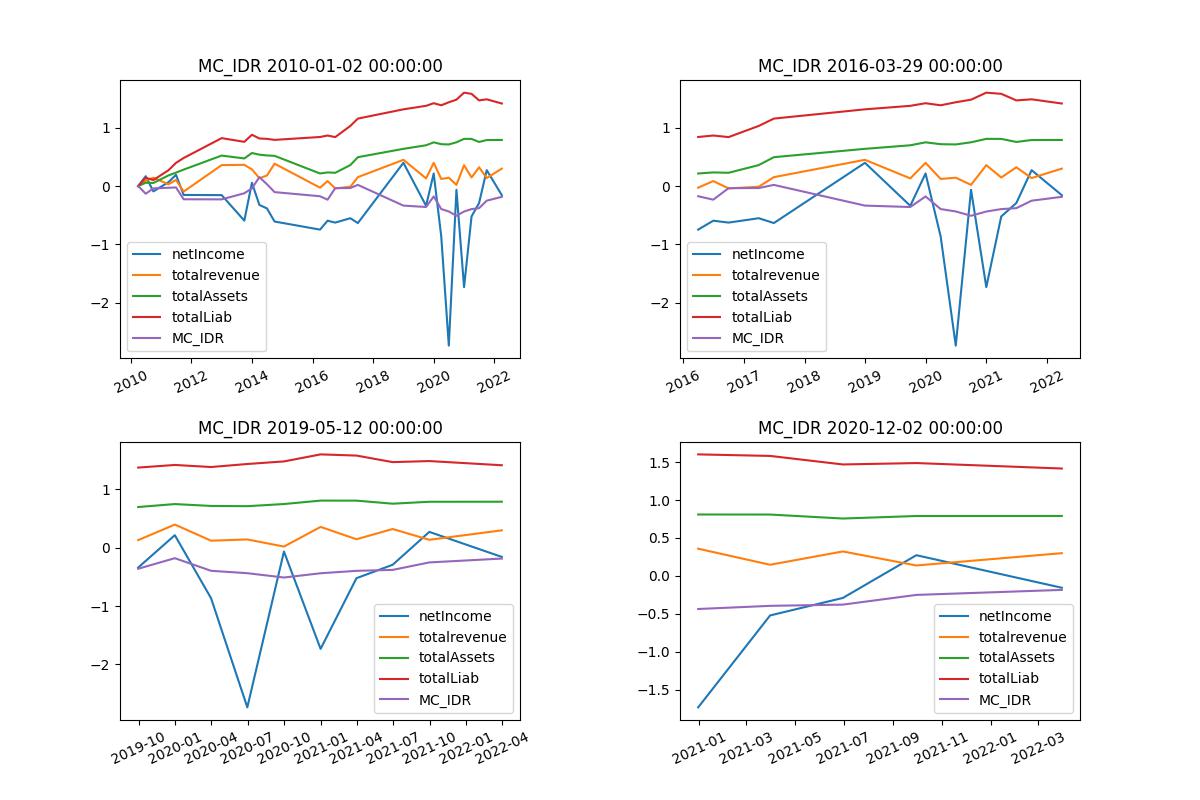 MC_IDR 2010-01-02 00:00:00
1
0
−1
−2
netIncome
totalrevenue
totalAssets
totalLiab
MC_IDR
2010 2012 2014 2016 2018 2020 2022
MC_IDR 2016-03-29 00:00:00
1
0
−1
−2
netIncome
totalrevenue
totalAssets
totalLiab
MC_IDR
2016 2017 2018 2019 2020 2021 2022
MC_IDR 2019-05-12 00:00:00
1
0
−1
−2
netIncome
totalrevenue
totalAssets
totalLiab
MC_IDR
2019-10 2020-01 2020-04 2020-07 2020-10 2021-01 2021-04 2021-07 2021-10 2022-01 2022-04
MC_IDR 2020-12-02 00:00:00
1.5
1.0
0.5
0.0
−0.5
−1.0
−1.5
netIncome
totalrevenue
totalAssets
totalLiab
MC_IDR
2021-01 2021-03 2021-05 2021-07 2021-09 2021-11 2022-01 2022-03